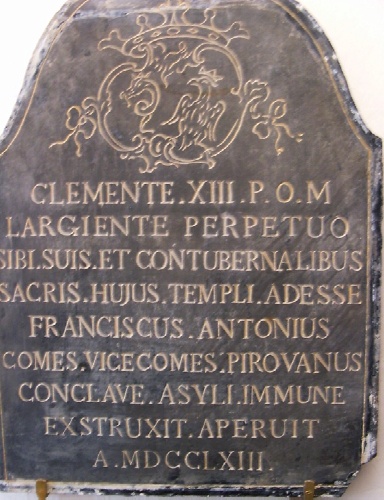 CLEMENTE.XIII.P.O.M
LARGIENTE PERPETUO
SIBI.SUIS.ET CONTUBERNALIBUS
SACRIS.HUJUS.TEMPLI.ADESSE
FRANCISCUS.ANTONIUS
COMES.VICECOMES.PIROVANUS
CONCLAVE.ASYLI.IMMUNE
EXSTRUXIT.APERUIT
A.MDCCLXIII.